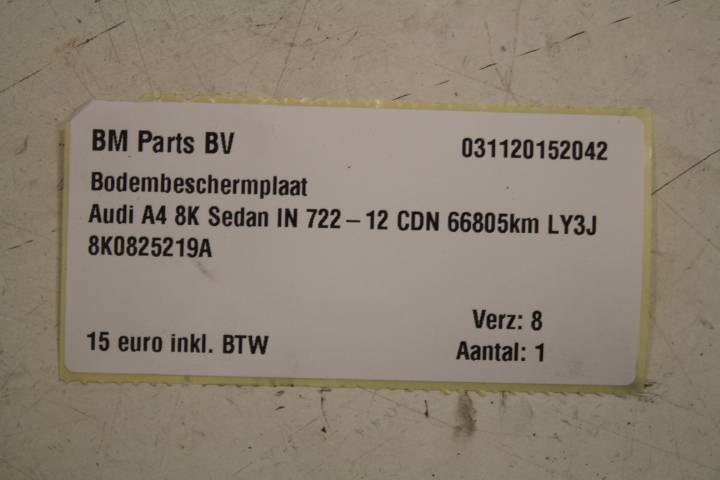 BM Parts BV 031120152042
Bodembeschermplaat
Audi A4 8K Sedan IN 722 – 12 CDN 66805km LY3J
8K0825219A
Verz: 8
15 euro inkl. BTW
Aantal: 1